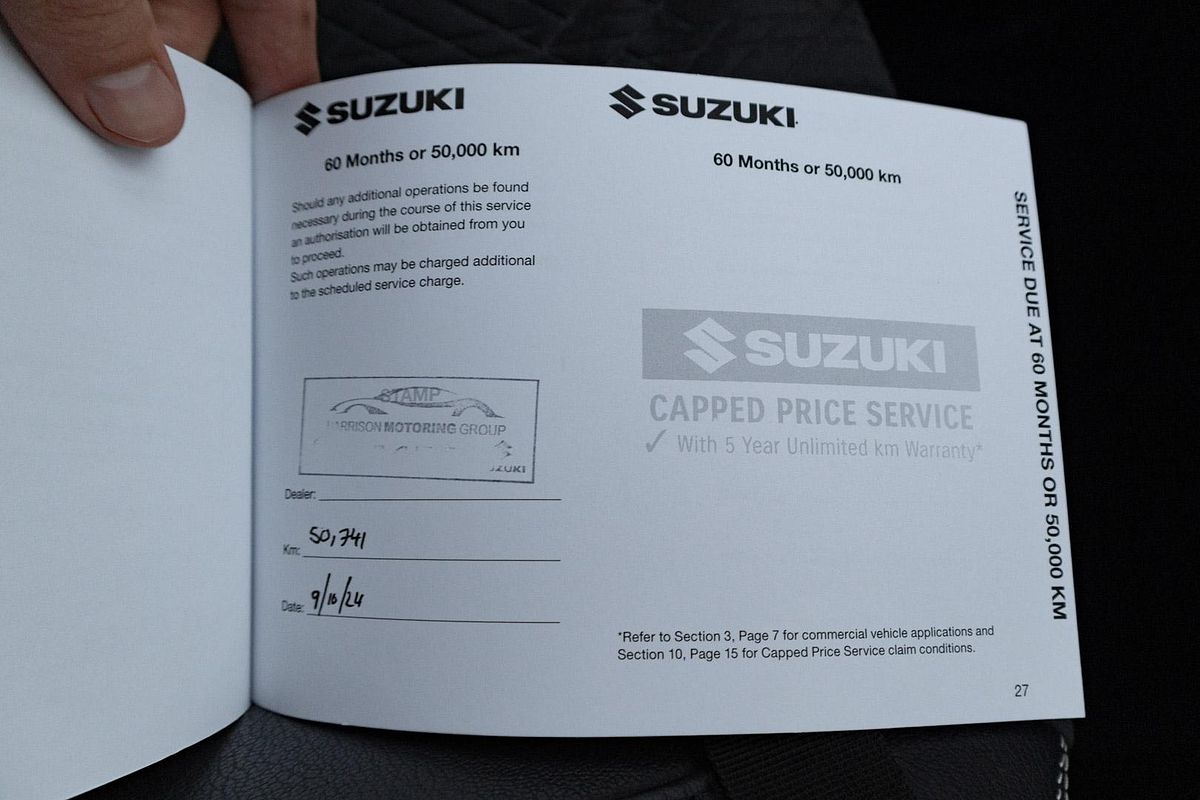 SUZUKI
60 Months or 50,000 km
Should any additional operations be found
necessary during the course of this service
an authorisation will be obtained from you
to proceed.
Such operations may be charged additional
to the scheduled service charge.
STAMP
HARRISON MOTORING GROUP
SUZUKI
Dealer:
Km: 50,741
Date: 9/10/24
SUZUKI
60 Months or 50,000 km
SUZUKI
CAPPED PRICE SERVICE
✓ With 5 Year Unlimited km Warranty*
*Refer to Section 3, Page 7 for commercial vehicle applications and
Section 10, Page 15 for Capped Price Service claim conditions.
27
SERVICE DUE AT 60 MONTHS OR 50,000 KM